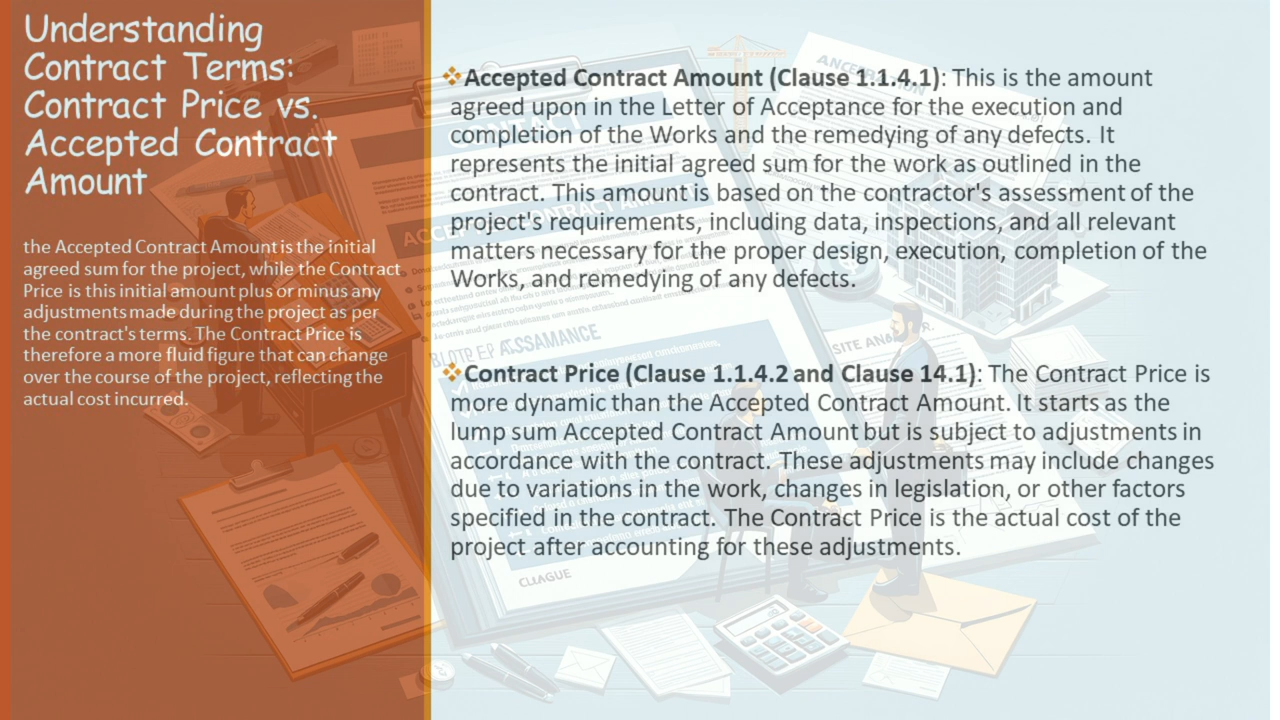 Understanding
Contract Terms:
Contract Price vs.
Accepted Contract
Amount
the Accepted Contract Amount is the initial
agreed sum for the project, while the Contract
Price is this initial amount plus or minus any
adjustments made during the project as per
the contract's terms. The Contract Price is
therefore a more fluid figure that can change
over the course of the project, reflecting the
actual cost incurred.
❖Accepted Contract Amount (Clause 1.1.4.1): This is the amount
agreed upon in the Letter of Acceptance for the execution and
completion of the Works and the remedying of any defects. It
represents the initial agreed sum for the work as outlined in the
contract. This amount is based on the contractor's assessment of the
project's requirements, including data, inspections, and all relevant
matters necessary for the proper design, execution, completion of the
Works, and remedying of any defects.
❖Contract Price (Clause 1.1.4.2 and Clause 14.1): The Contract Price is
more dynamic than the Accepted Contract Amount. It starts as the
lump sum Accepted Contract Amount but is subject to adjustments in
accordance with the contract. These adjustments may include changes
due to variations in the work, changes in legislation, or other factors
specified in the contract. The Contract Price is the actual cost of the
project after accounting for these adjustments.
CONTRACT
CLIAGUE